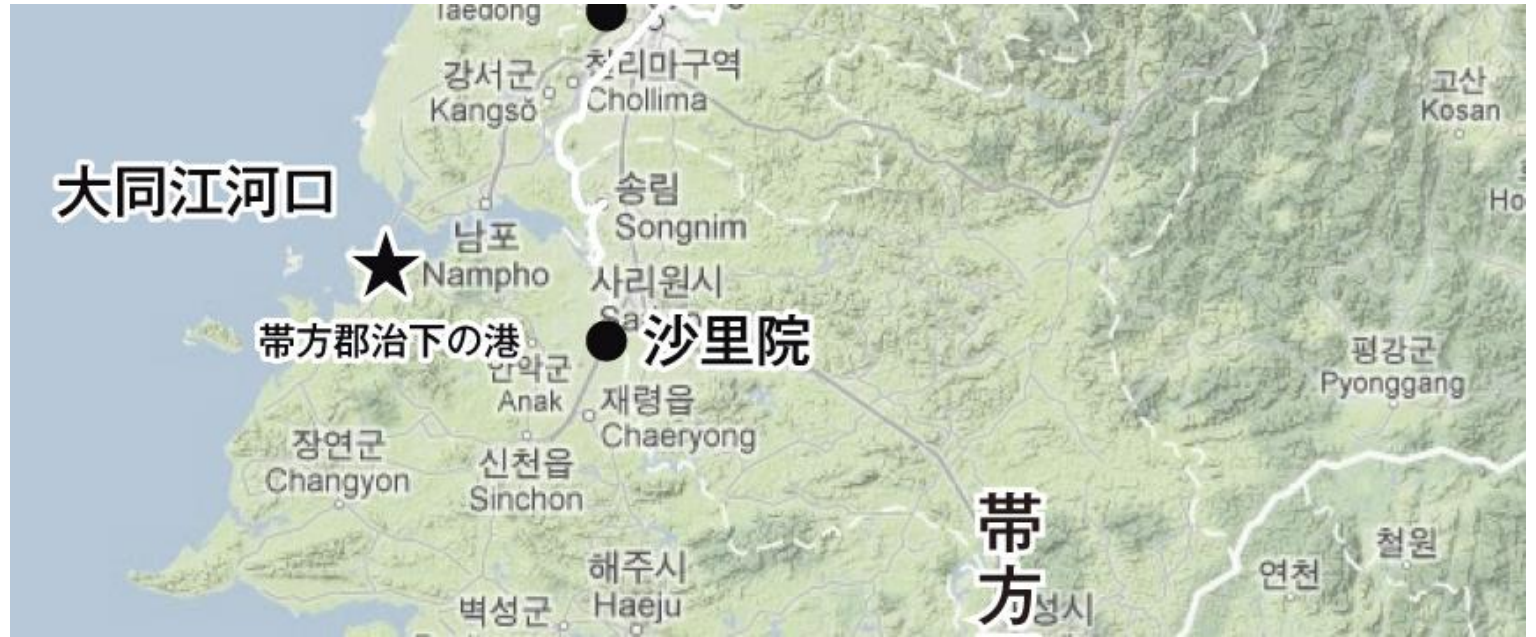 Taedong
강서군
Kangsŏ
천리마구역
Chollima
고산
Kosan
大同江河口
송림
Songnim
Ho
남포
Nampho
사리원시
沙里院
帯方郡治下の港
안악군
Anak
재령읍
Chaeryong
평강군
Pyonggang
장연군
Changyon
신천읍
Sinchon
帯
方
성시
해주시
Haeju
벽성군
연천
철원